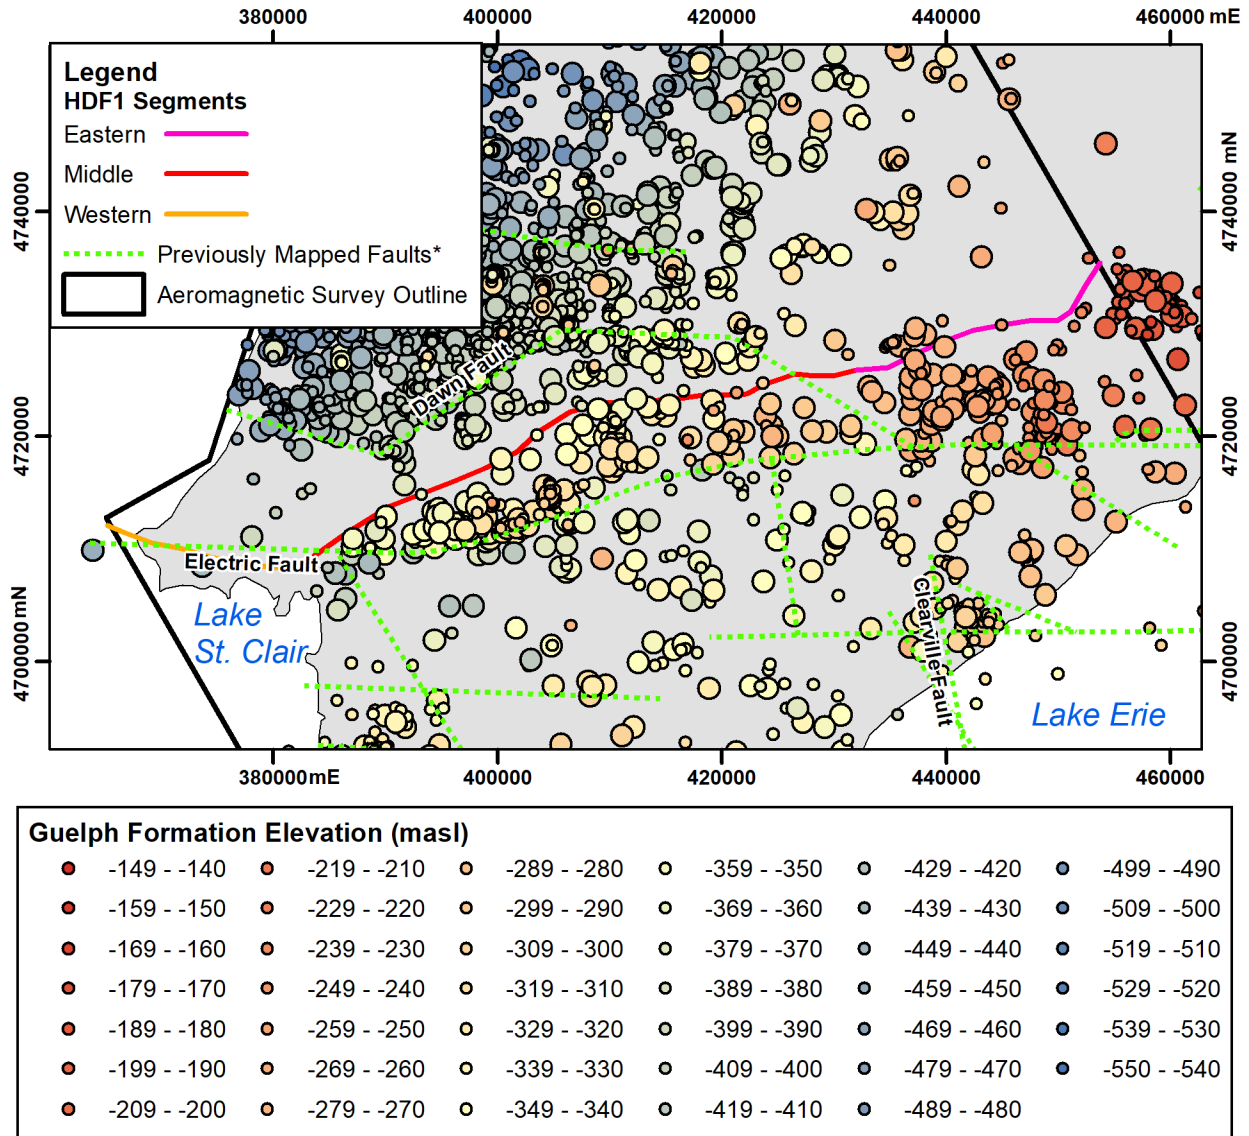 380000 400000 420000 440000 460000 mE
Legend
HDF1 Segments
Eastern
Middle
Western
Previously Mapped Faults*
Aeromagnetic Survey Outline
4740000
4720000
4700000mN
4740000 mN
4720000
4700000
Dawn Fault
Electric Fault
Clearville Fault
Lake
St. Clair
Lake Erie
380000mE 400000 420000 440000 460000
Guelph Formation Elevation (masl)
-149 - -140 -219 - -210 -289 - -280 -359 - -350 -429 - -420 -499 - -490
-159 - -150 -229 - -220 -299 - -290 -369 - -360 -439 - -430 -509 - -500
-169 - -160 -239 - -230 -309 - -300 -379 - -370 -449 - -440 -519 - -510
-179 - -170 -249 - -240 -319 - -310 -389 - -380 -459 - -450 -529 - -520
-189 - -180 -259 - -250 -329 - -320 -399 - -390 -469 - -460 -539 - -530
-199 - -190 -269 - -260 -339 - -330 -409 - -400 -479 - -470 -550 - -540
-209 - -200 -279 - -270 -349 - -340 -419 - -410 -489 - -480